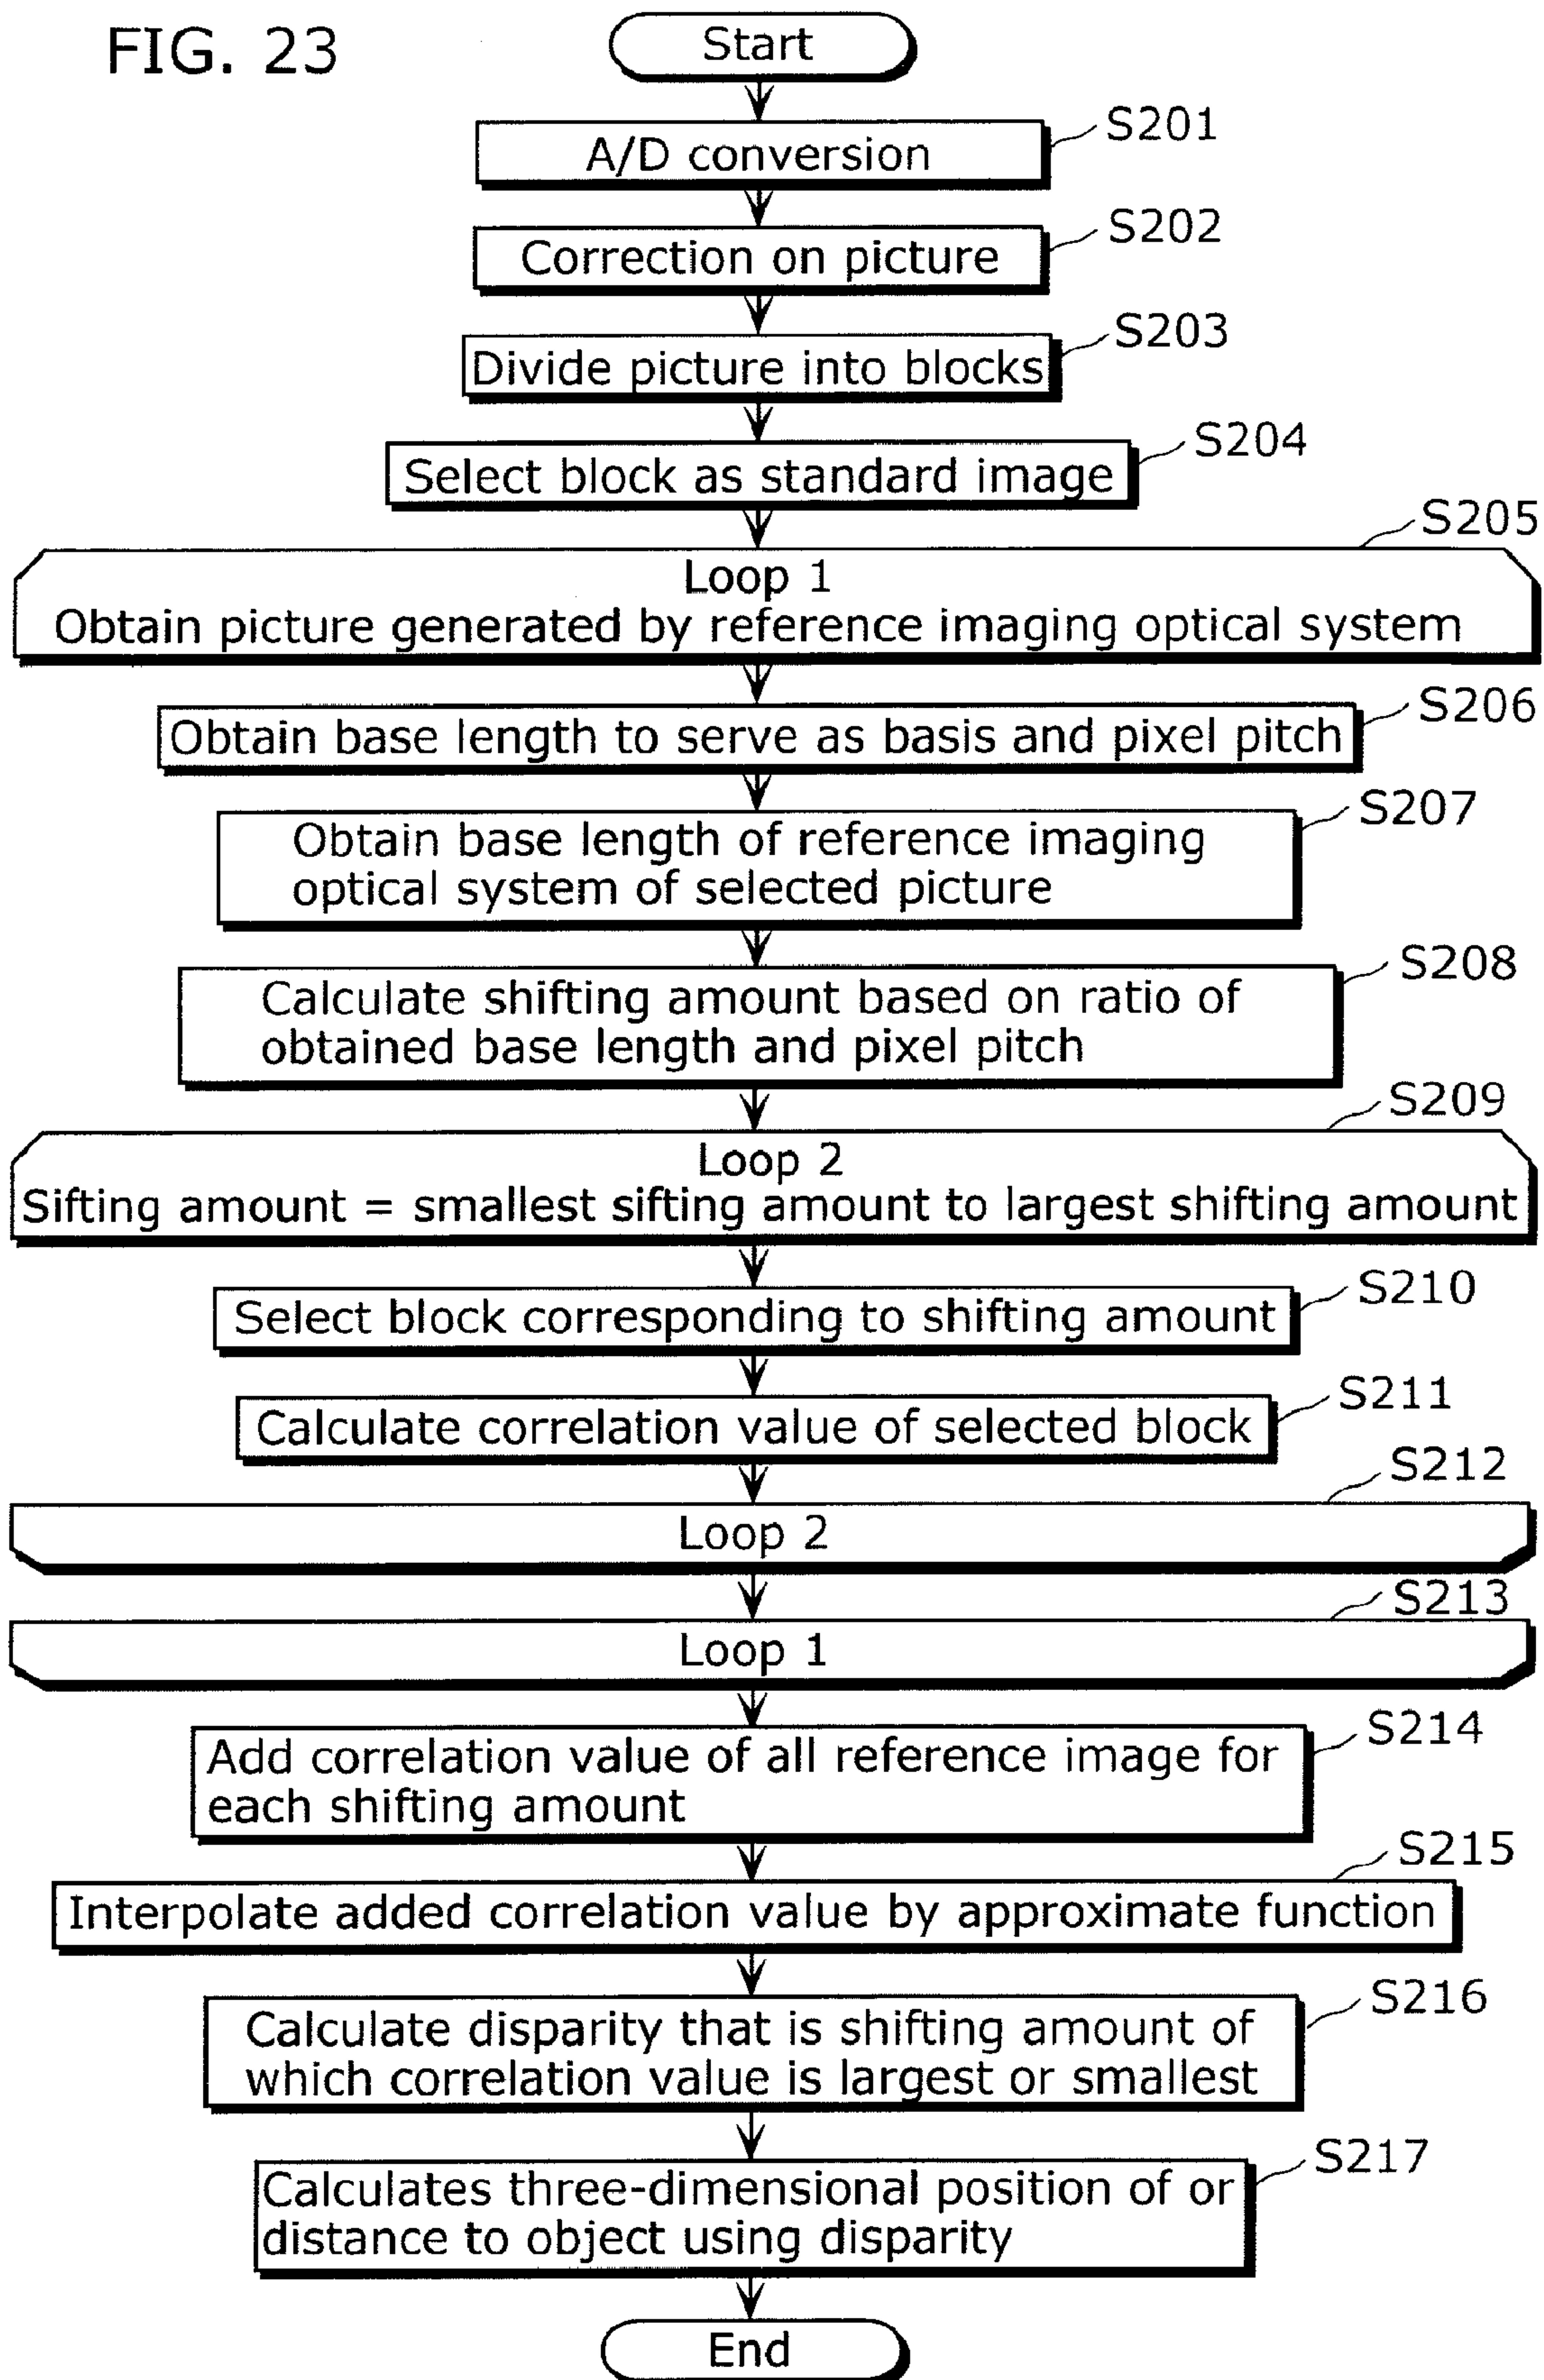 FIG. 23
Start
S201
A/D conversion
S202
Correction on picture
S203
Divide picture into blocks
S204
Select block as standard image
S205
Loop 1
Obtain picture generated by reference imaging optical system
S206
Obtain base length to serve as basis and pixel pitch
S207
Obtain base length of reference imaging
optical system of selected picture
S208
Calculate shifting amount based on ratio of
obtained base length and pixel pitch
S209
Loop 2
Sifting amount = smallest sifting amount to largest shifting amount
S210
Select block corresponding to shifting amount
S211
Calculate correlation value of selected block
S212
Loop 2
S213
Loop 1
S214
Add correlation value of all reference image for
each shifting amount
S215
Interpolate added correlation value by approximate function
S216
Calculate disparity that is shifting amount of
which correlation value is largest or smallest
S217
Calculates three-dimensional position of or
distance to object using disparity
End